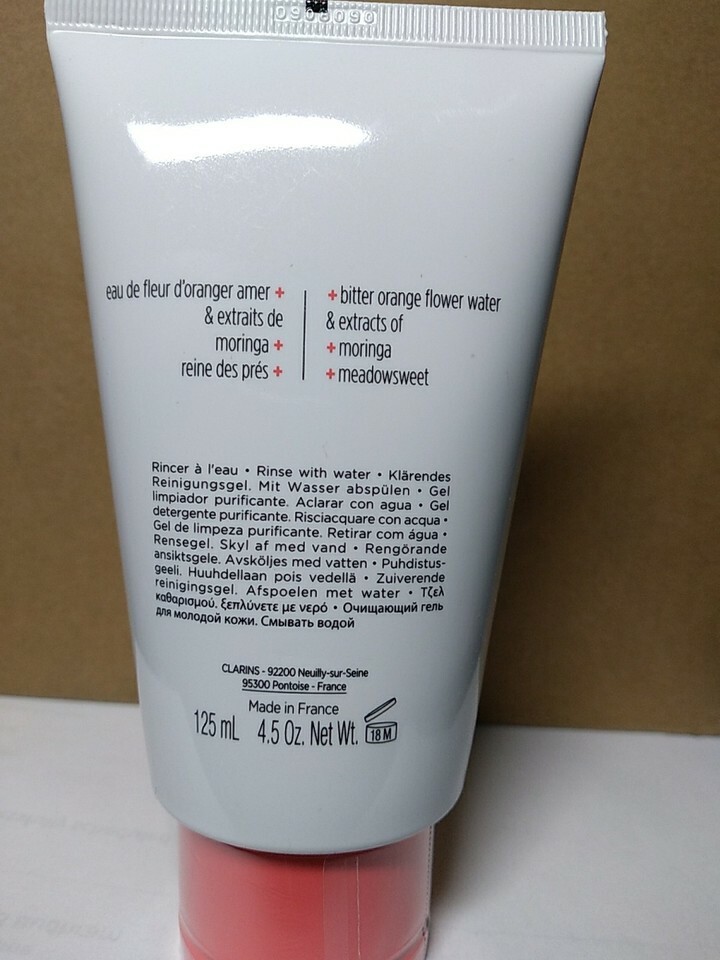 eau de fleur d'oranger amer +
& extraits de
moringa +
reine des prés +
+ bitter orange flower water
& extracts of
+ moringa
+ meadowsweet
Rincer à l'eau • Rinse with water • Klärendes
Reinigungsgel. Mit Wasser abspülen • Gel
limpiador purificante. Aclarar con agua • Gel
detergente purificante. Risciacquare con acqua •
Gel de limpeza purificante. Retirar com água •
Rensegel. Skyl af med vand • Rengörande
ansiktsgele. Avsköljes med vatten • Puhdistus-
geeli. Huuhdellaan pois vedellä • Zuiverende
reinigingsgel. Afspoelen met water • Τζελ
καθαρισμού. ξεπλύνετε με νερό • Очищающий гель
для молодой кожи. Смывать водой
CLARINS - 92200 Neuilly-sur-Seine
95300 Pontoise - France
Made in France
125 mL 4.5 Oz. Net Wt. 18 M